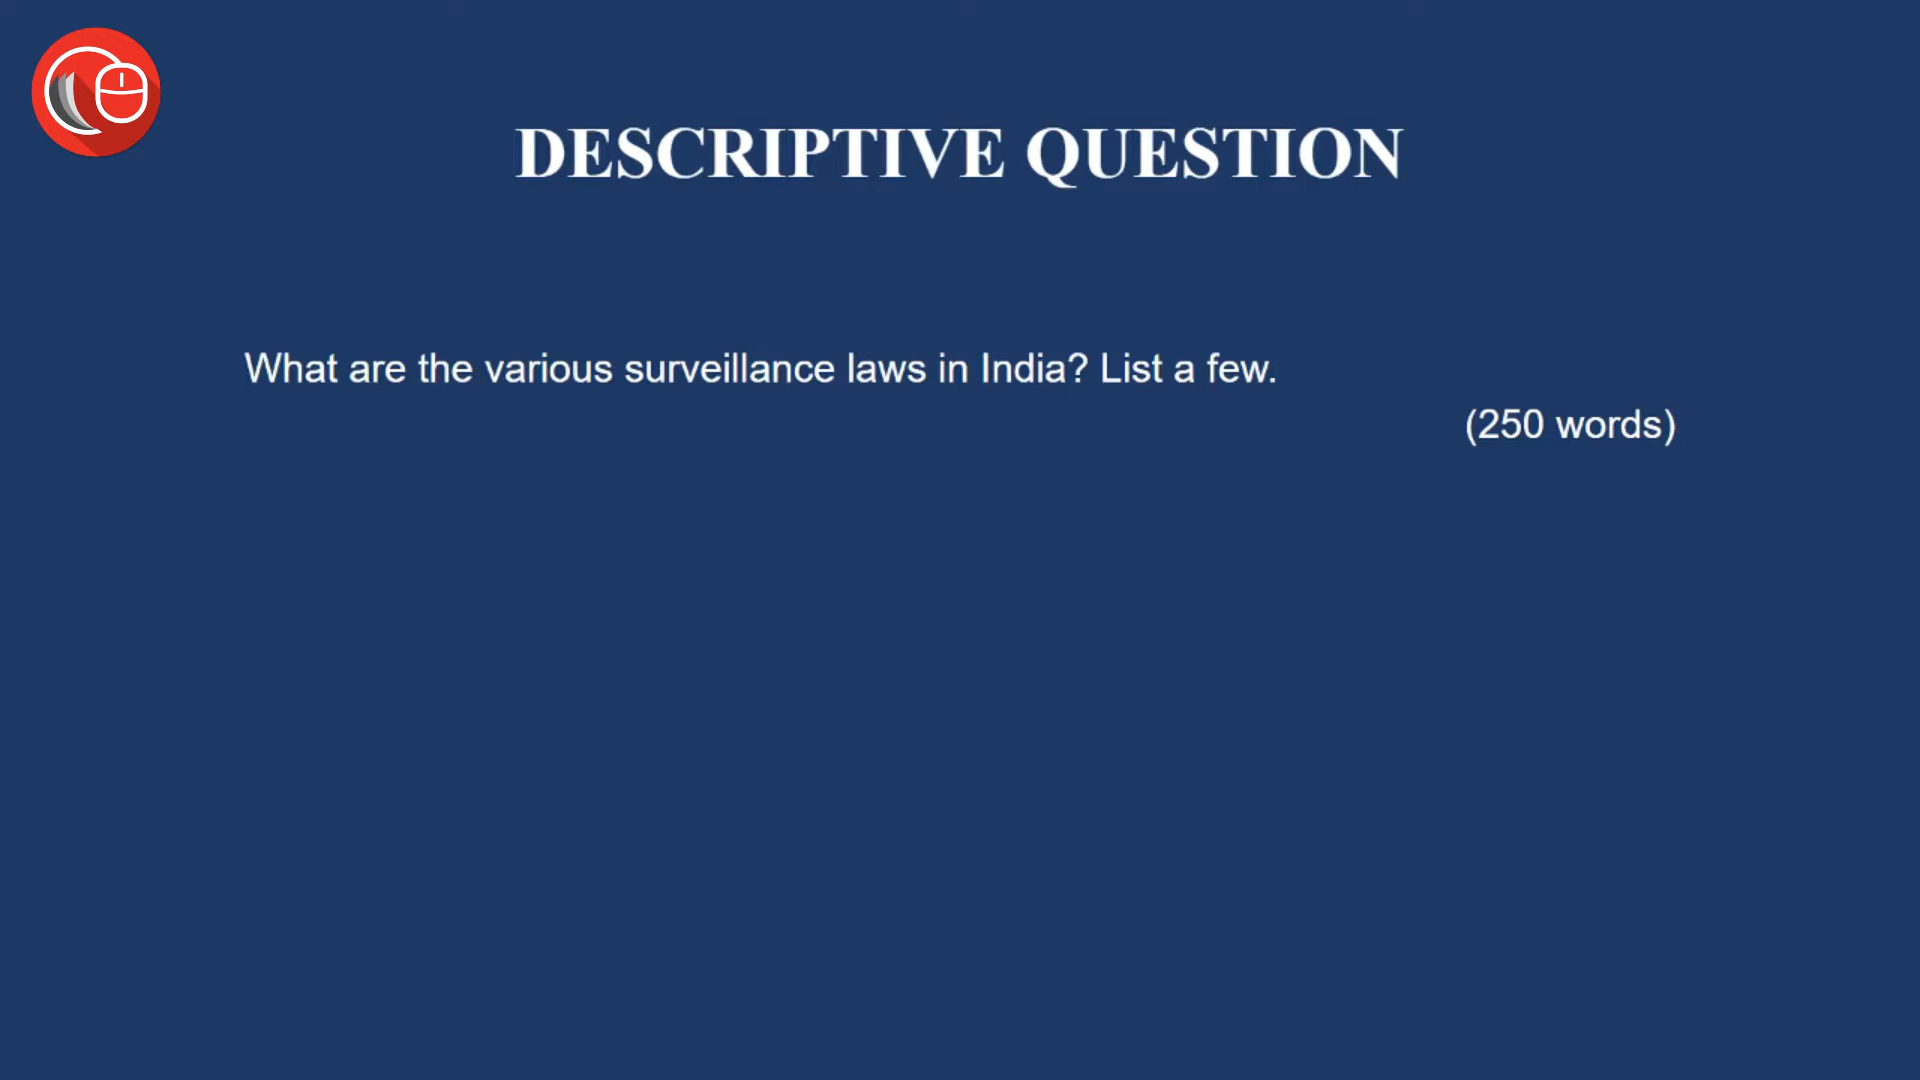 DESCRIPTIVE QUESTION
What are the various surveillance laws in India? List a few.
(250 words)